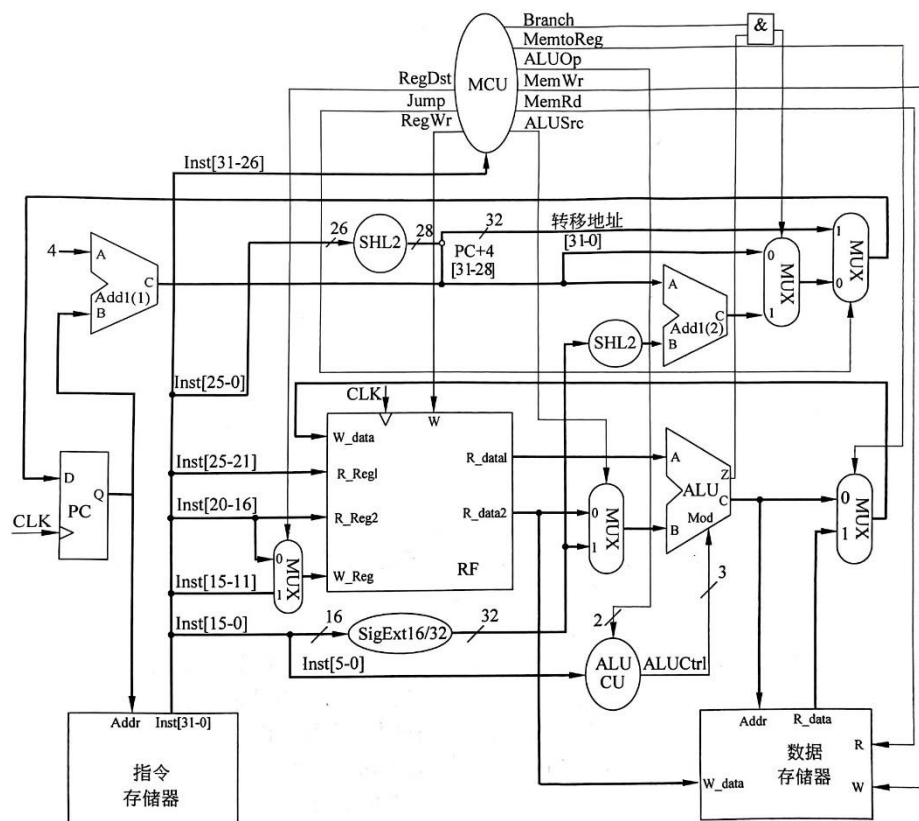 Branch
&
MemtoReg
ALUOp
MCU
MemWr
RegDst
MemRd
Jump
ALUSrc
RegWr
Inst[31-26]
26
SHL2
28
32
转移地址
[31-0]
PC+4
[31-28]
4
A
B
C
Add1(1)
0
1
MUX
1
0
MUX
A
B
C
Add1(2)
SHL2
Inst[25-0]
CLK
W
W_data
R_Reg1
R_Reg2
W_Reg
R_data1
R_data2
RF
Inst[25-21]
Inst[20-16]
Inst[15-11]
Inst[15-0]
0
1
MUX
D
Q
PC
CLK
0
1
MUX
A
B
Z
C
ALU
Mod
0
1
MUX
3
16
SigExt16/32
32
2
Inst[5-0]
ALU
CU
ALUCtrl
Addr
Inst[31-0]
指令
存储器
Addr
R_data
数据
存储器
R
W
W_data